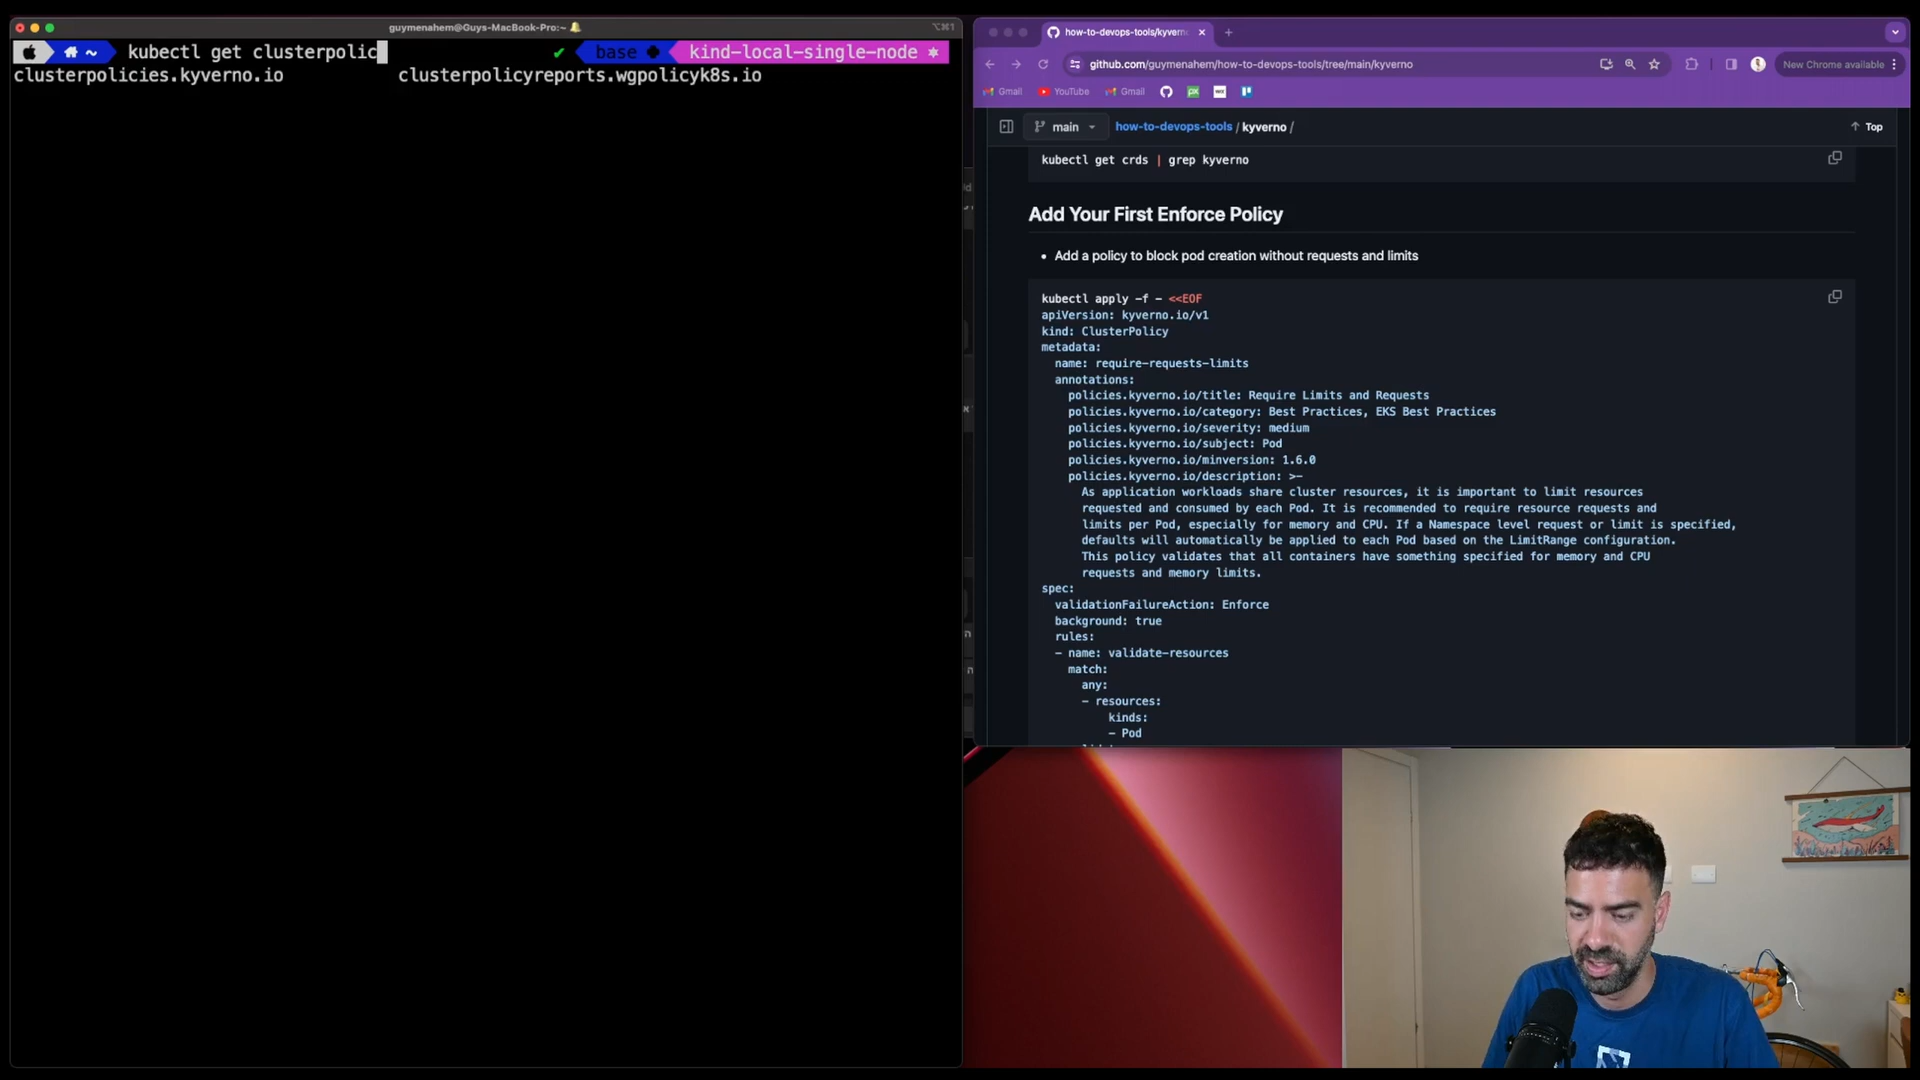 guymenahem@Guys-MacBook-Pro:~
⌥⌘1
~ kubectl get clusterpolic
✔ base kind-local-single-node
clusterpolicies.kyverno.io clusterpolicyreports.wgpolicyk8s.io
how-to-devops-tools/kyverno
github.com/guymenahem/how-to-devops-tools/tree/main/kyverno
New Chrome available
Gmail YouTube Gmail
main how-to-devops-tools / kyverno / Top
kubectl get crds | grep kyverno
Add Your First Enforce Policy
• Add a policy to block pod creation without requests and limits
kubectl apply -f - <<EOF
apiVersion: kyverno.io/v1
kind: ClusterPolicy
metadata:
name: require-requests-limits
annotations:
policies.kyverno.io/title: Require Limits and Requests
policies.kyverno.io/category: Best Practices, EKS Best Practices
policies.kyverno.io/severity: medium
policies.kyverno.io/subject: Pod
policies.kyverno.io/minversion: 1.6.0
policies.kyverno.io/description: >-
As application workloads share cluster resources, it is important to limit resources
requested and consumed by each Pod. It is recommended to require resource requests and
limits per Pod, especially for memory and CPU. If a Namespace level request or limit is specified,
defaults will automatically be applied to each Pod based on the LimitRange configuration.
This policy validates that all containers have something specified for memory and CPU
requests and memory limits.
spec:
validationFailureAction: Enforce
background: true
rules:
- name: validate-resources
match:
any:
- resources:
kinds:
- Pod